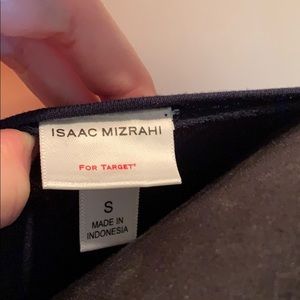 ISAAC MIZRAHI
FOR TARGET*
S
MADE IN
INDONESIA